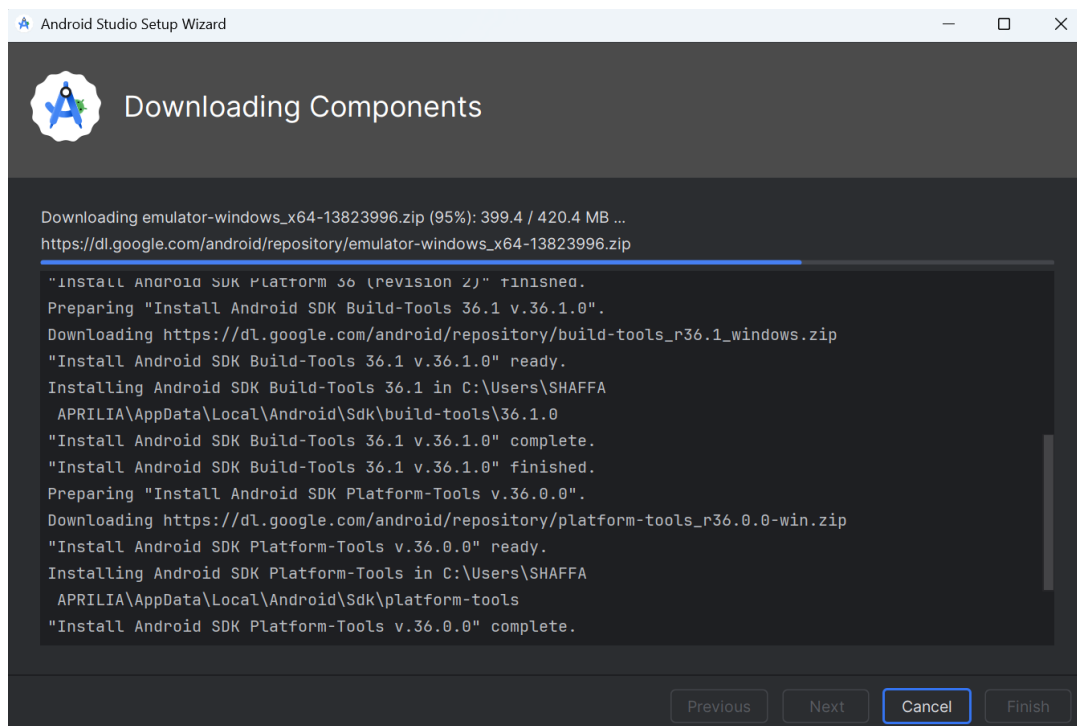 Android Studio Setup Wizard
Downloading Components
Downloading emulator-windows_x64-13823996.zip (95%): 399.4 / 420.4 MB ...
https://dl.google.com/android/repository/emulator-windows_x64-13823996.zip
"Install Android SDK Platform 36 (revision 2)" finished.
Preparing "Install Android SDK Build-Tools 36.1 v.36.1.0".
Downloading https://dl.google.com/android/repository/build-tools_r36.1_windows.zip
"Install Android SDK Build-Tools 36.1 v.36.1.0" ready.
Installing Android SDK Build-Tools 36.1 in C:\Users\SHAFFA
APRILIA\AppData\Local\Android\Sdk\build-tools\36.1.0
"Install Android SDK Build-Tools 36.1 v.36.1.0" complete.
"Install Android SDK Build-Tools 36.1 v.36.1.0" finished.
Preparing "Install Android SDK Platform-Tools v.36.0.0".
Downloading https://dl.google.com/android/repository/platform-tools_r36.0.0-win.zip
"Install Android SDK Platform-Tools v.36.0.0" ready.
Installing Android SDK Platform-Tools in C:\Users\SHAFFA
APRILIA\AppData\Local\Android\Sdk\platform-tools
"Install Android SDK Platform-Tools v.36.0.0" complete.
Previous Next Cancel Finish